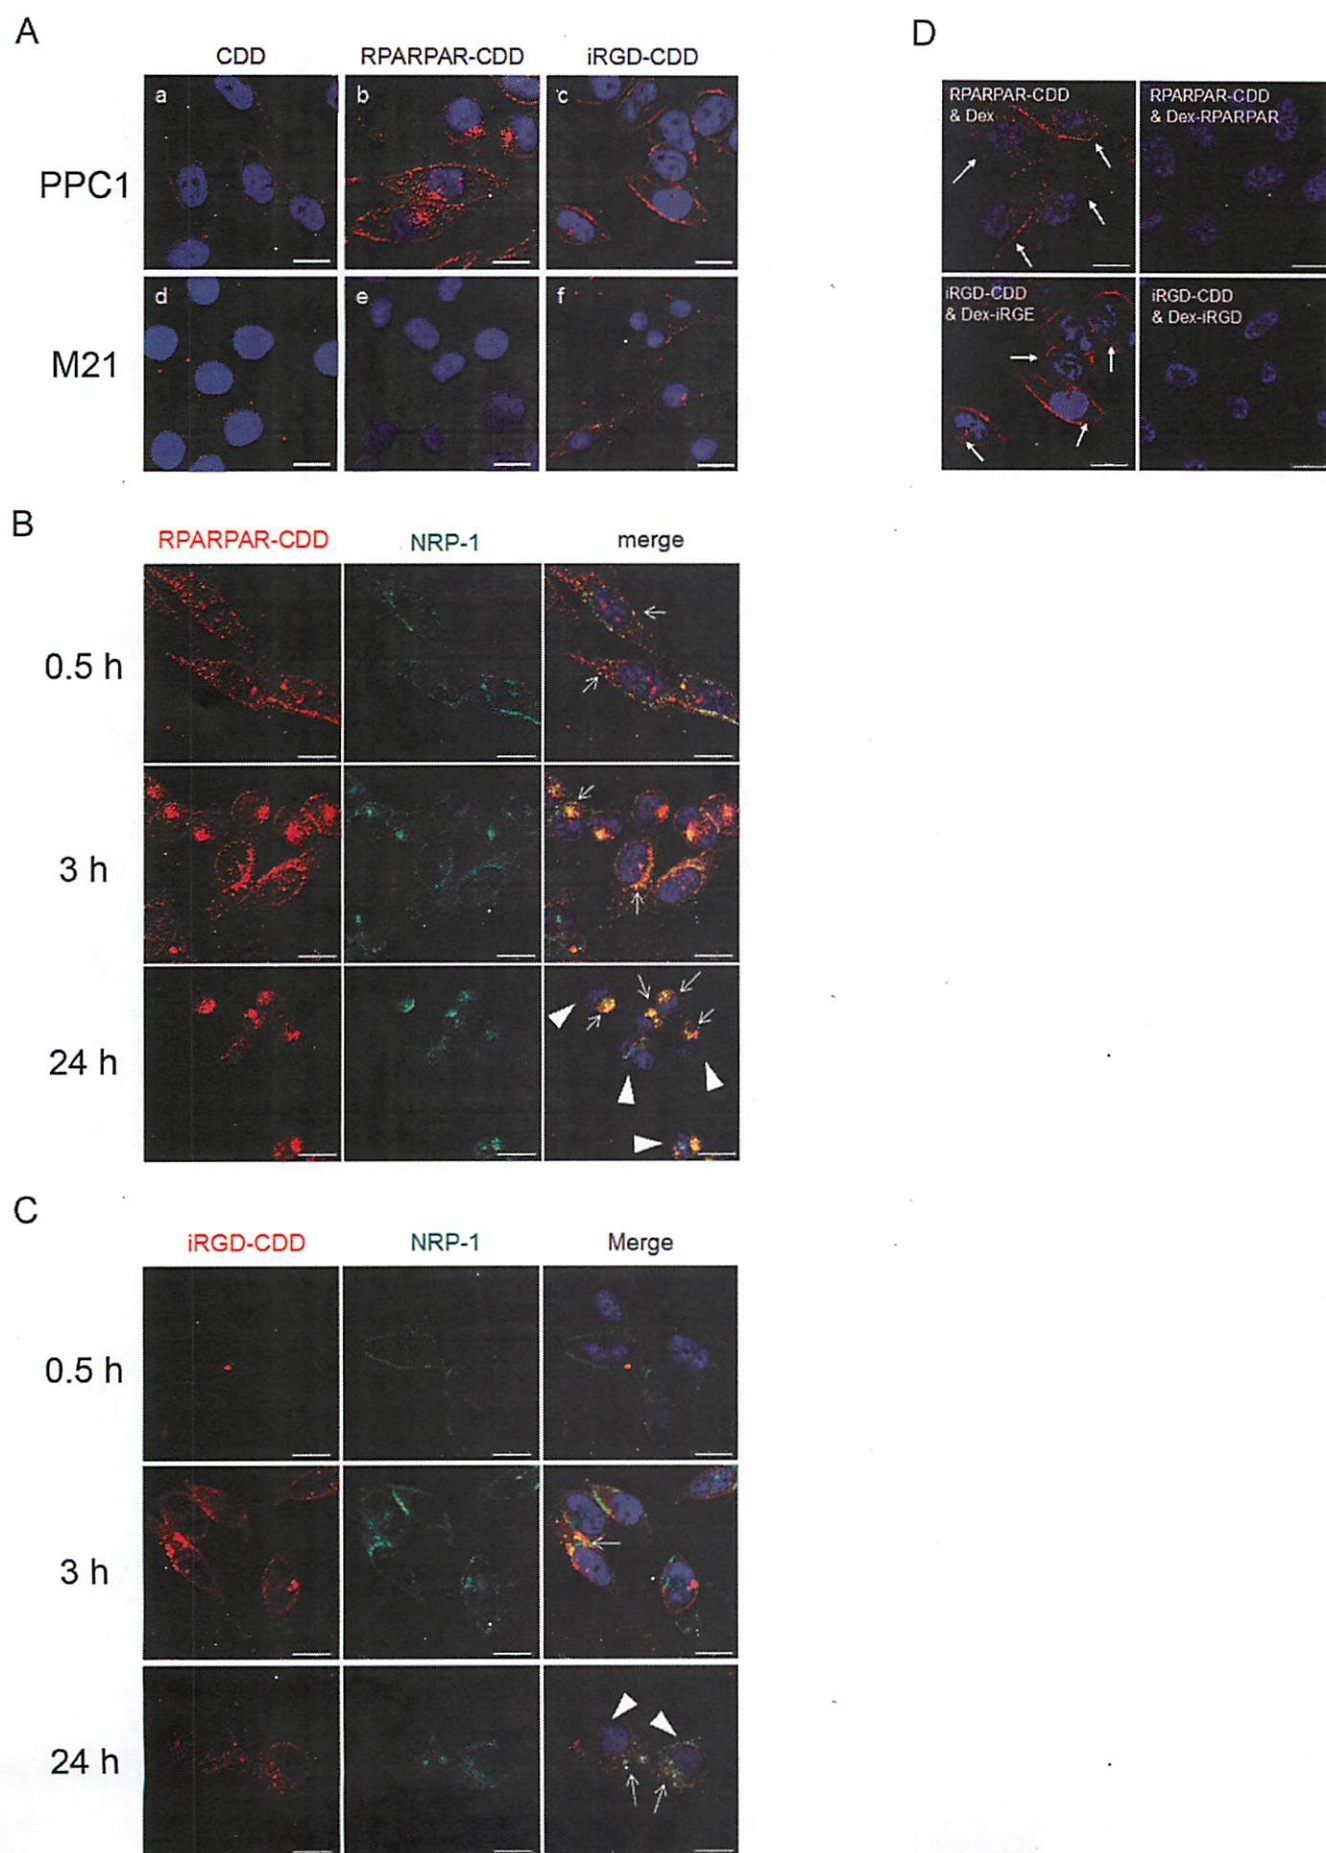 A
CDD RPARPAR-CDD iRGD-CDD
PPC1
a b c
M21
d e f
B
RPARPAR-CDD NRP-1 merge
0.5 h
3 h
24 h
C
iRGD-CDD NRP-1 Merge
0.5 h
3 h
24 h
D
RPARPAR-CDD
& Dex
RPARPAR-CDD
& Dex-RPARPAR
iRGD-CDD
& Dex-iRGE
iRGD-CDD
& Dex-iRGD